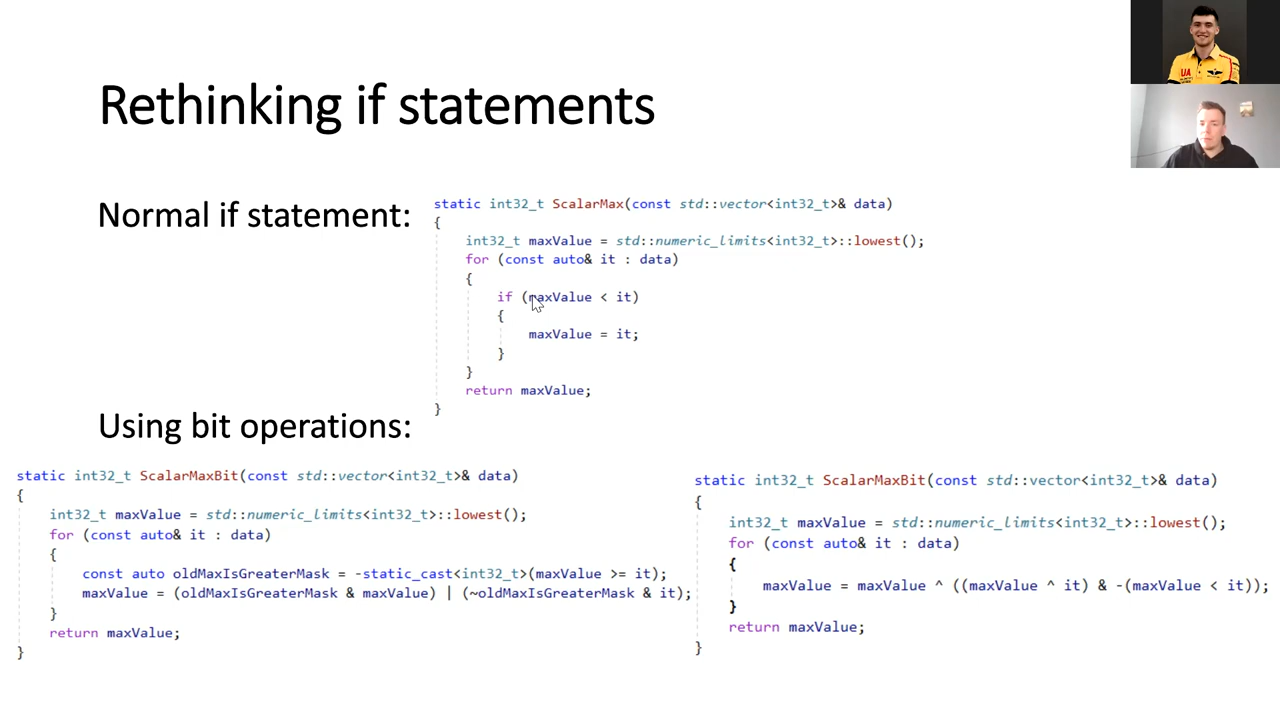 Rethinking if statements
Normal if statement:
static int32_t ScalarMax(const std::vector<int32_t>& data)
{
int32_t maxValue = std::numeric_limits<int32_t>::lowest();
for (const auto& it : data)
{
if (maxValue < it)
{
maxValue = it;
}
}
return maxValue;
}
Using bit operations:
static int32_t ScalarMaxBit(const std::vector<int32_t>& data)
{
int32_t maxValue = std::numeric_limits<int32_t>::lowest();
for (const auto& it : data)
{
const auto oldMaxIsGreaterMask = -static_cast<int32_t>(maxValue >= it);
maxValue = (oldMaxIsGreaterMask & maxValue) | (~oldMaxIsGreaterMask & it);
}
return maxValue;
}
static int32_t ScalarMaxBit(const std::vector<int32_t>& data)
{
int32_t maxValue = std::numeric_limits<int32_t>::lowest();
for (const auto& it : data)
{
maxValue = maxValue ^ ((maxValue ^ it) & -(maxValue < it));
}
return maxValue;
}
UA